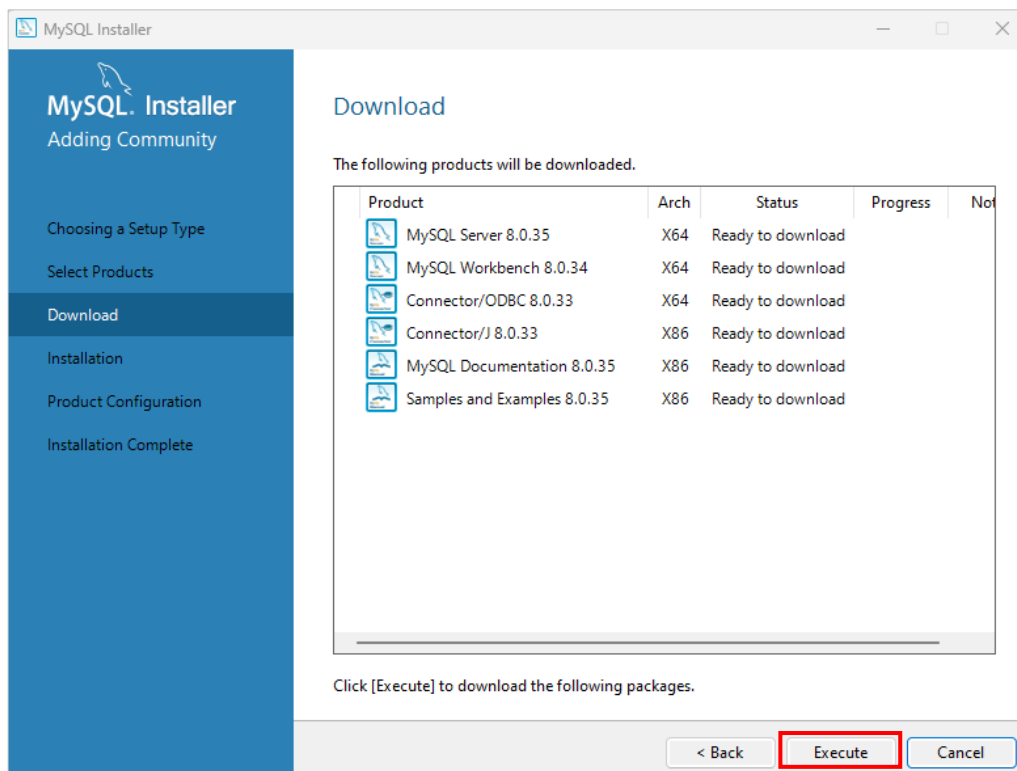 MySQL Installer
MySQL. Installer
Adding Community
Choosing a Setup Type
Select Products
Download
Installation
Product Configuration
Installation Complete
Download
The following products will be downloaded.
Product Arch Status Progress Not
MySQL Server 8.0.35 X64 Ready to download
MySQL Workbench 8.0.34 X64 Ready to download
Connector/ODBC 8.0.33 X64 Ready to download
Connector/J 8.0.33 X86 Ready to download
MySQL Documentation 8.0.35 X86 Ready to download
Samples and Examples 8.0.35 X86 Ready to download
Click [Execute] to download the following packages.
< Back Execute Cancel